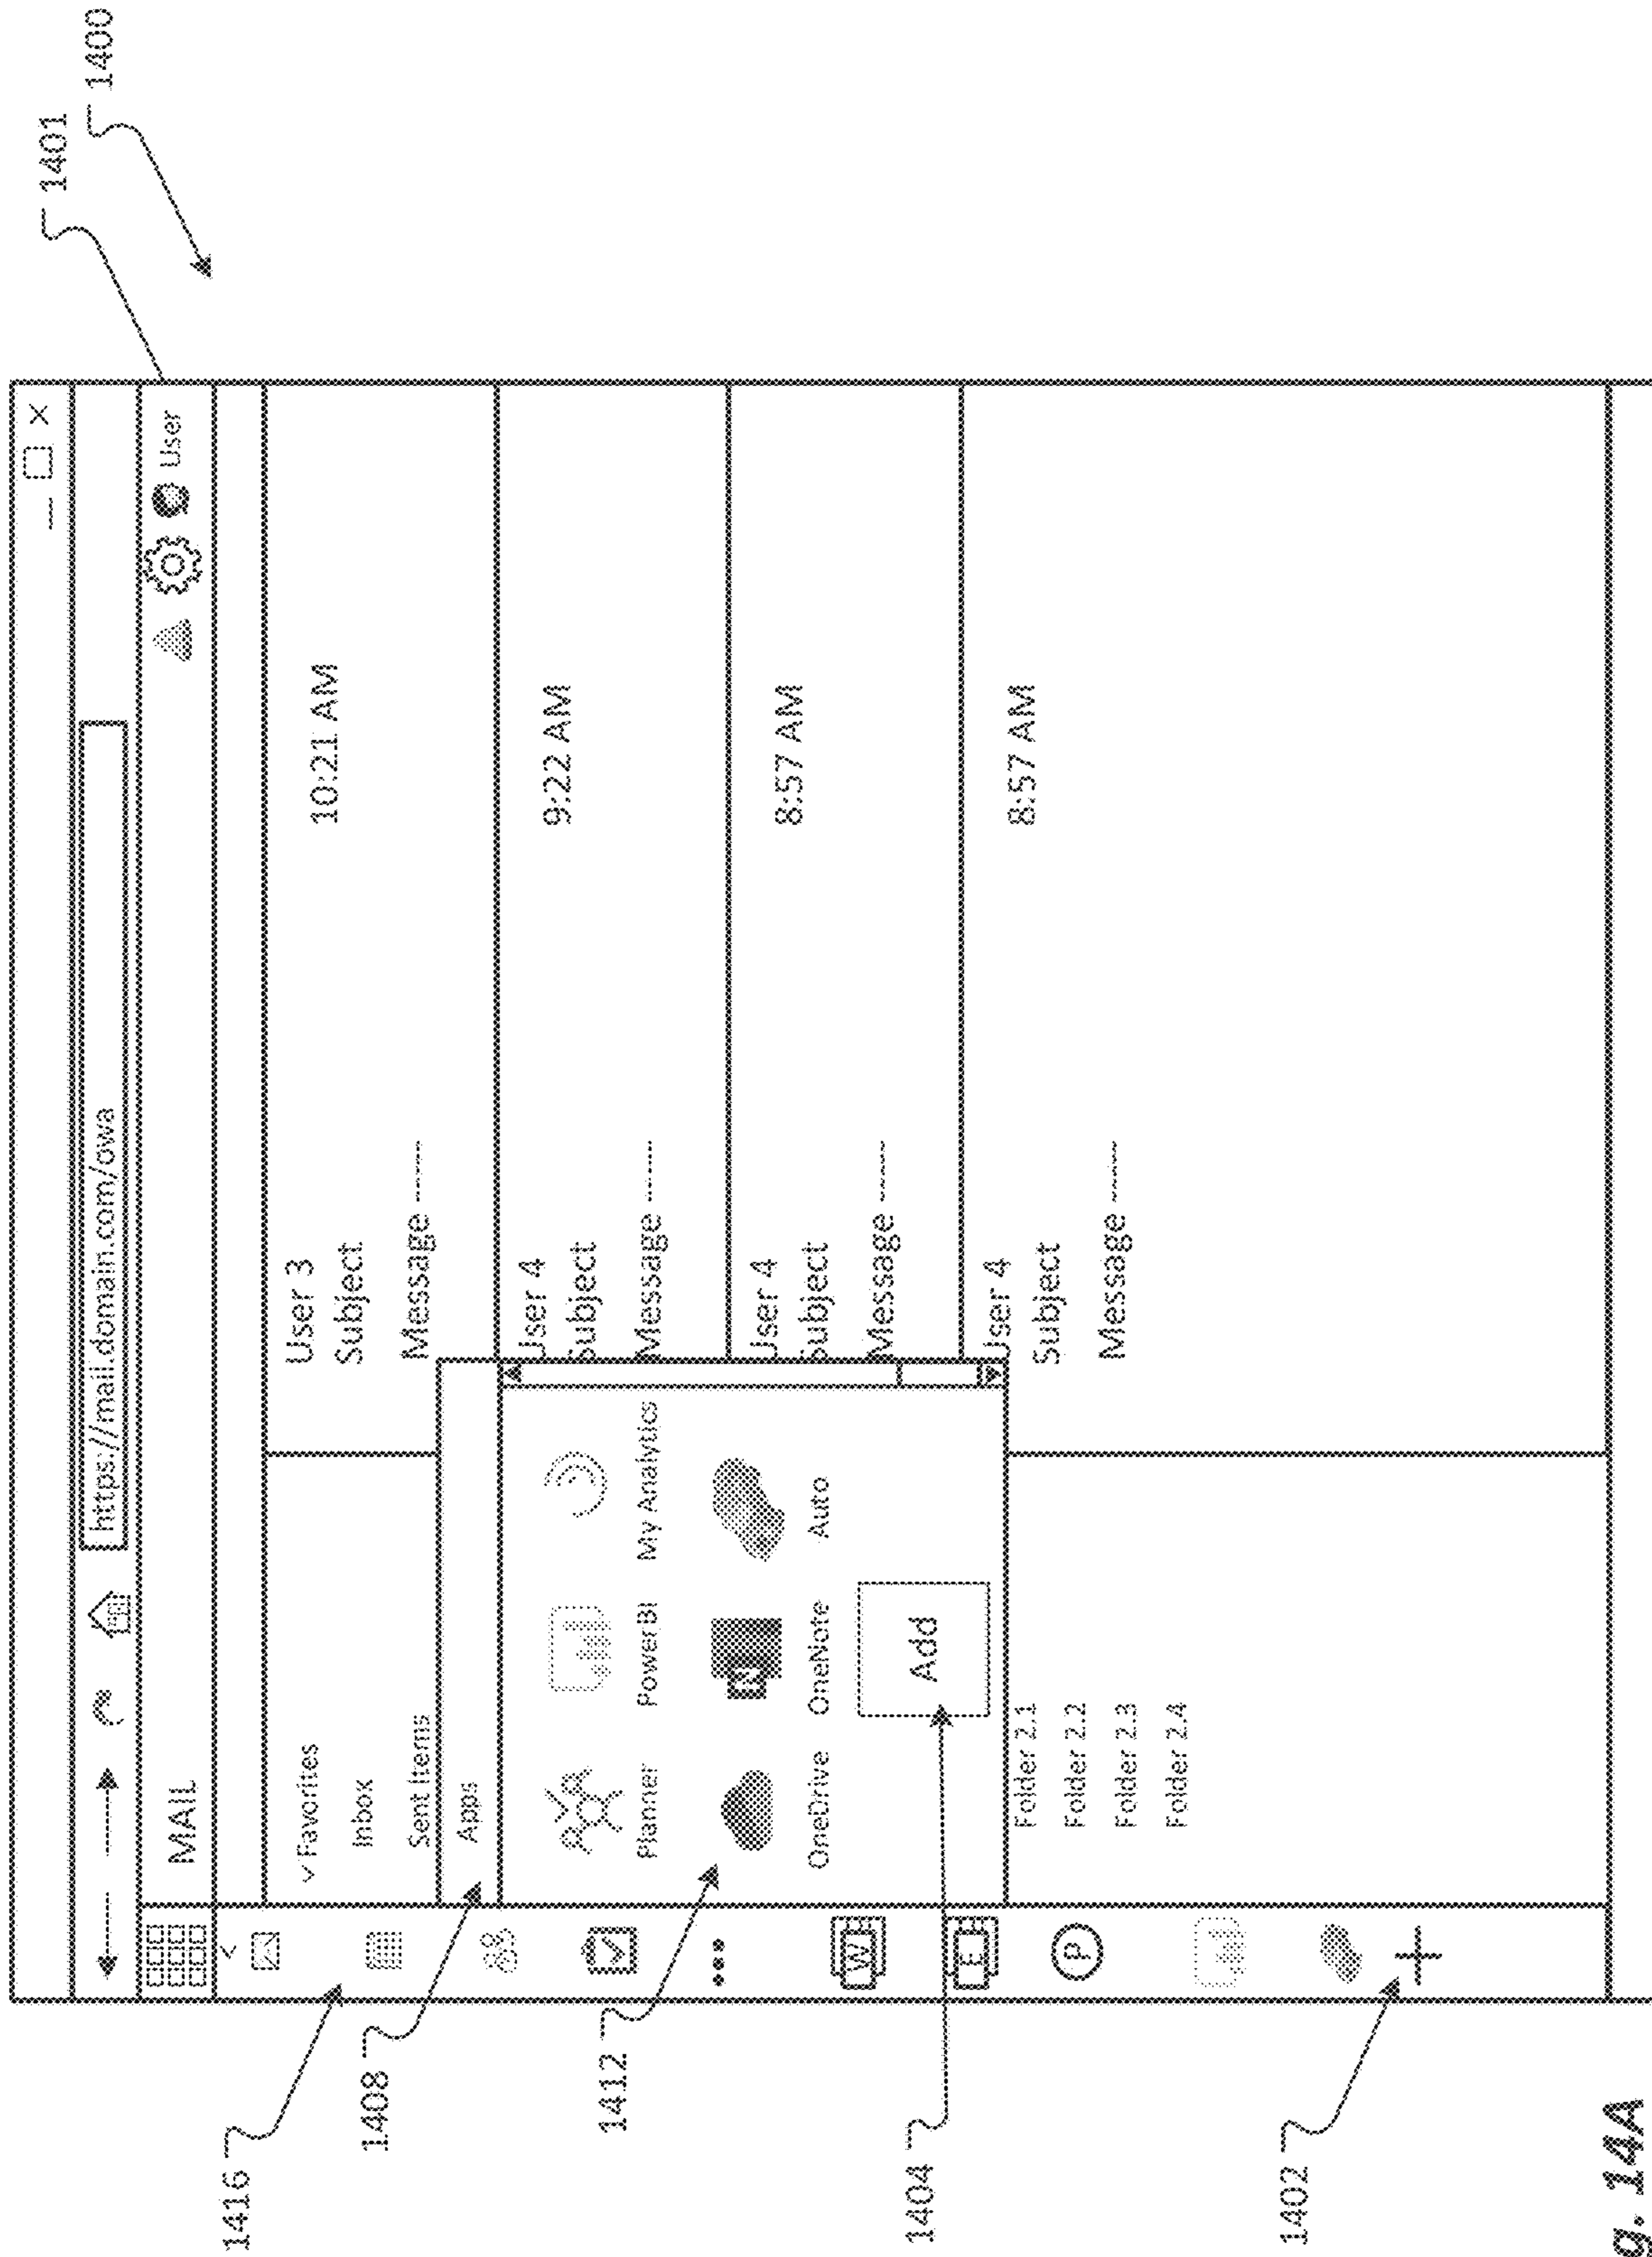 1401
1400
https://mail.domain.com/owa
MAIL
User
1416
Favorites
Inbox
Sent Items
User 3
10:21 AM
Subject
Message ------
1408
Apps
User 4
9:22 AM
Subject
Message ------
Planner
PowerBI
My Analytics
1412
User 4
8:57 AM
Subject
Message ------
OneDrive
OneNote
Auto
N
W
1404
Add
E
User 4
8:57 AM
Subject
Message ------
P
Folder 2.1
Folder 2.2
Folder 2.3
Folder 2.4
1402
g. 14A